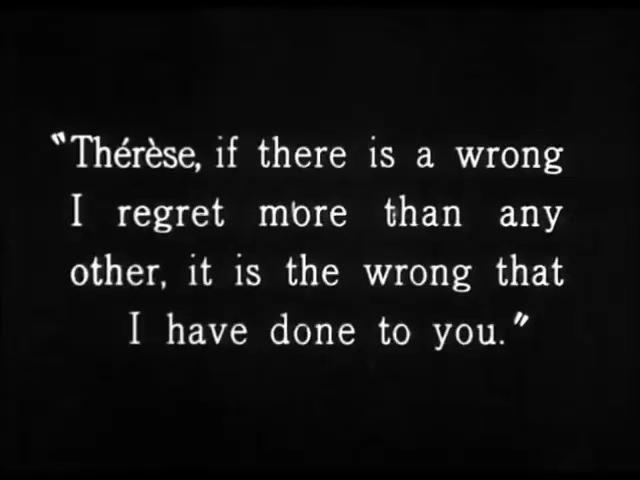 "Thérèse, if there is a wrong
I regret more than any
other, it is the wrong that
I have done to you."